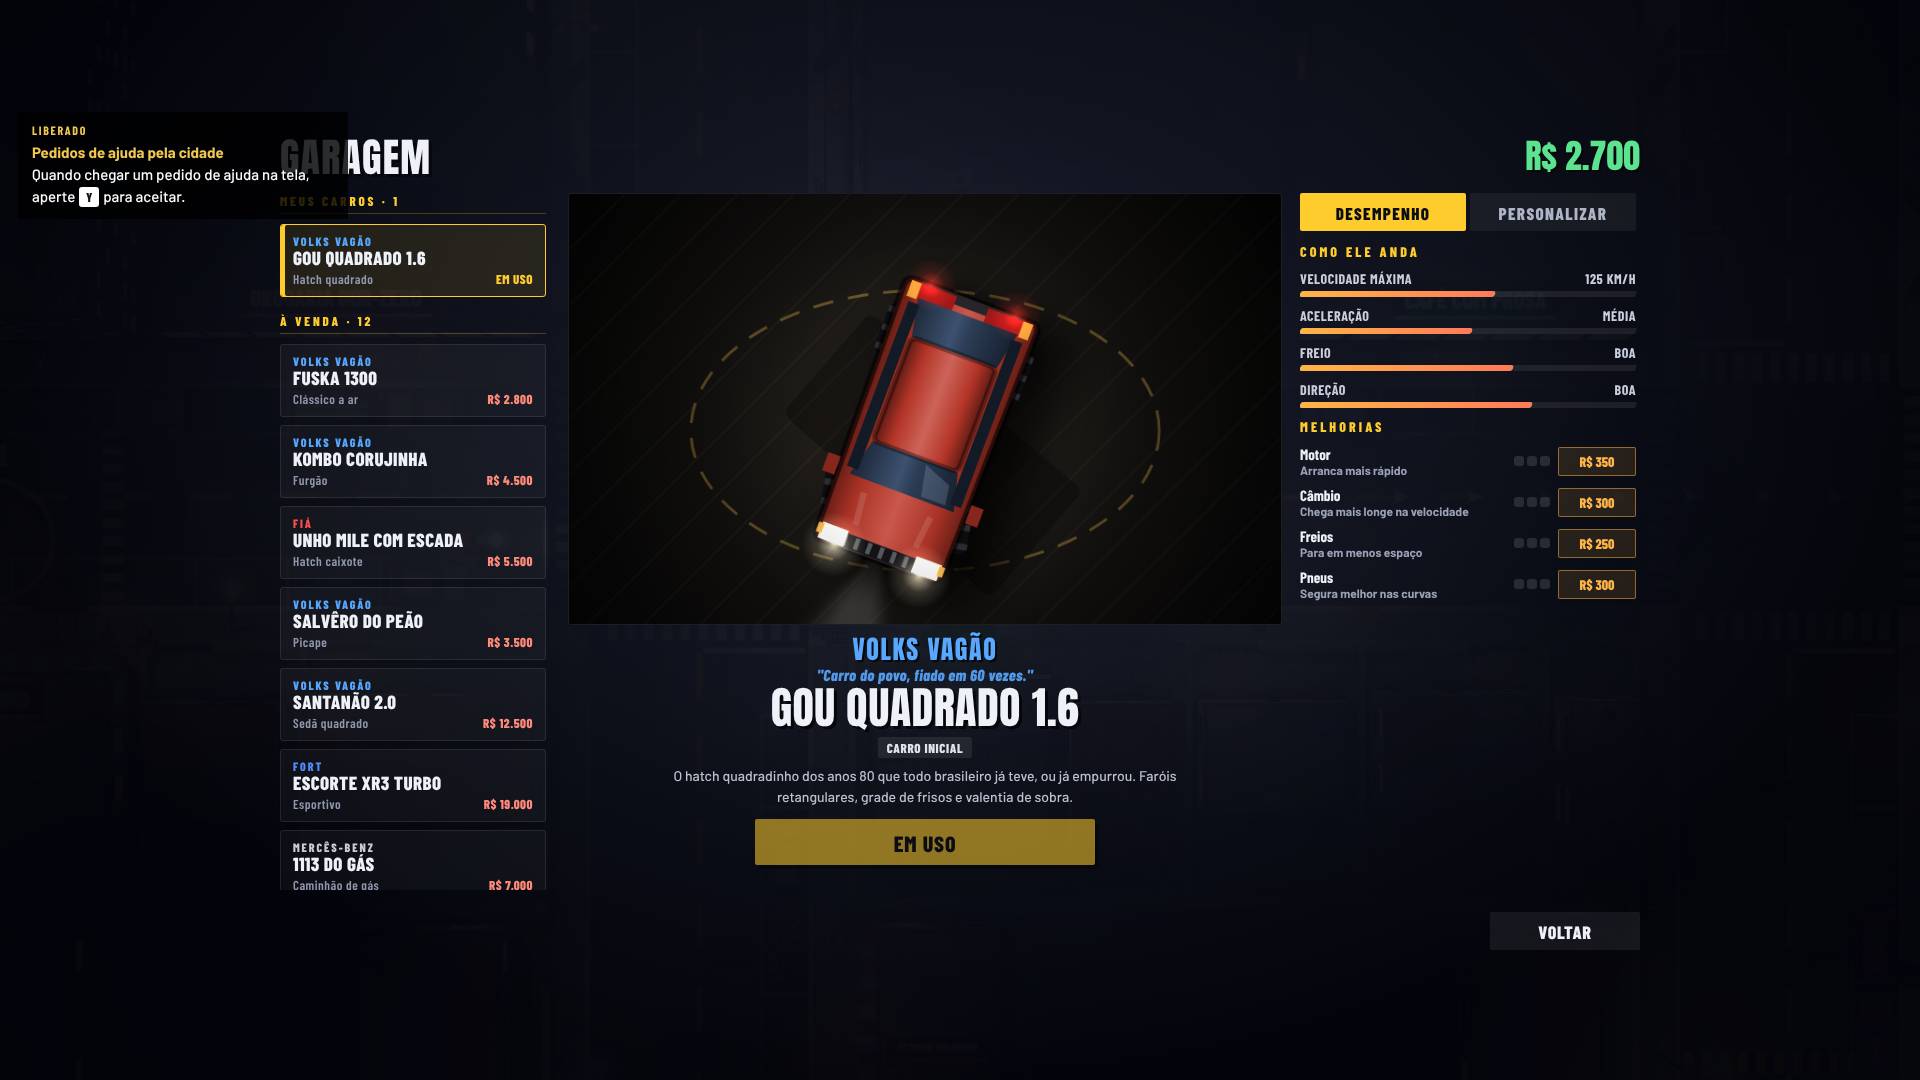 LIBERADO
Pedidos de ajuda pela cidade
Quando chegar um pedido de ajuda na tela,
aperte Y para aceitar.
GARAGEM
R$ 2.700
MEUS CARROS · 1
VOLKS VAGÃO
GOU QUADRADO 1.6
Hatch quadrado
EM USO
À VENDA · 12
VOLKS VAGÃO
FUSKA 1300
Clássico a ar
R$ 2.800
VOLKS VAGÃO
KOMBO CORUJINHA
Furgão
R$ 4.500
FIÁ
UNHO MILE COM ESCADA
Hatch caixote
R$ 5.500
VOLKS VAGÃO
SALVÊRO DO PEÃO
Picape
R$ 3.500
VOLKS VAGÃO
SANTANÃO 2.0
Sedã quadrado
R$ 12.500
FORT
ESCORTE XR3 TURBO
Esportivo
R$ 19.000
MERCÊS-BENZ
1113 DO GÁS
Caminhão de gás
R$ 7.000
VOLKS VAGÃO
"Carro do povo, fiado em 60 vezes."
GOU QUADRADO 1.6
CARRO INICIAL
O hatch quadradinho dos anos 80 que todo brasileiro já teve, ou já empurrou. Faróis
retangulares, grade de frisos e valentia de sobra.
EM USO
DESEMPENHO
PERSONALIZAR
COMO ELE ANDA
VELOCIDADE MÁXIMA
125 KM/H
ACELERAÇÃO
MÉDIA
FREIO
BOA
DIREÇÃO
BOA
MELHORIAS
Motor
Arranca mais rápido
R$ 350
Câmbio
Chega mais longe na velocidade
R$ 300
Freios
Para em menos espaço
R$ 250
Pneus
Segura melhor nas curvas
R$ 300
VOLTAR